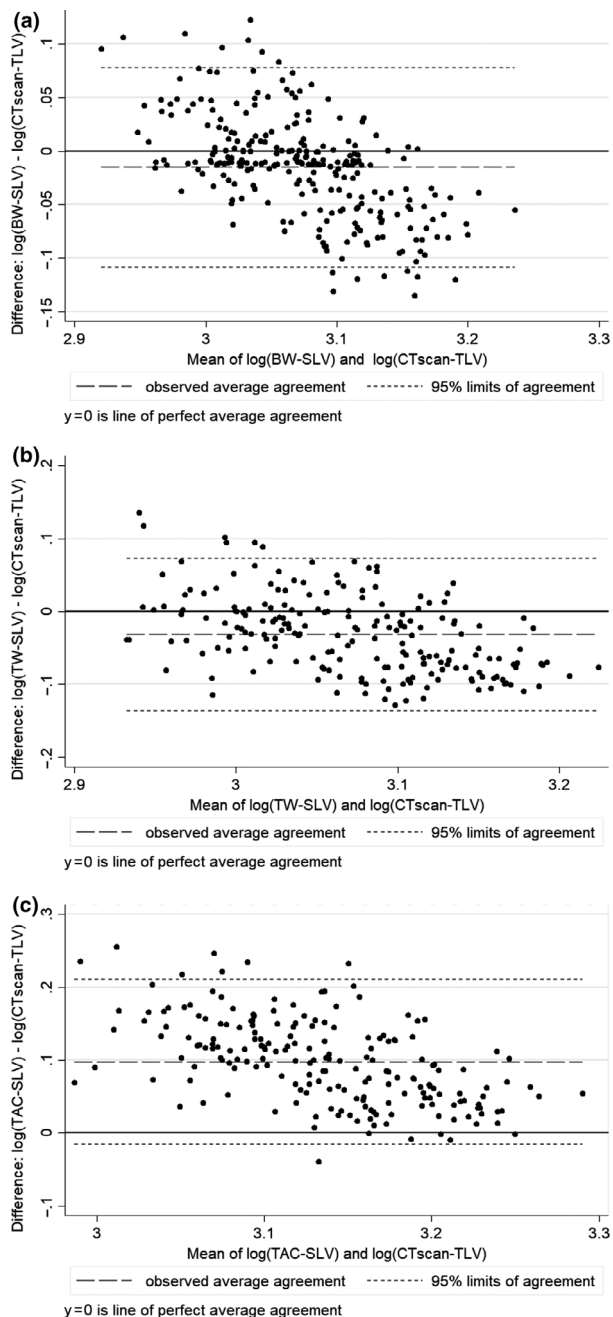 (a)
Difference: log(BW-SLV) - log(CTscan-TLV)
.1
.05
0
-.05
-.1
-.15
2.9
3
3.1
3.2
3.3
Mean of log(BW-SLV) and log(CTscan-TLV)
observed average agreement
95% limits of agreement
y=0 is line of perfect average agreement
(b)
Difference: log(TW-SLV) - log(CTscan-TLV)
.2
.1
0
-.1
-.2
2.9
3
3.1
3.2
Mean of log(TW-SLV) and log(CTscan-TLV)
observed average agreement
95% limits of agreement
y=0 is line of perfect average agreement
(c)
Difference: log(TAC-SLV) - log(CTscan-TLV)
.3
.2
.1
0
-.1
3
3.1
3.2
3.3
Mean of log(TAC-SLV) and log(CTscan-TLV)
observed average agreement
95% limits of agreement
y=0 is line of perfect average agreement